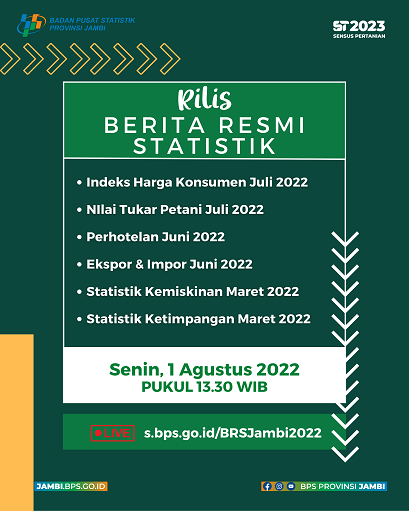 BADAN PUSAT STATISTIK
PROVINSI JAMBI
ST2023
SENSUS PERTANIAN
Rilis
BERITA RESMI
STATISTIK
• Indeks Harga Konsumen Juli 2022
• NIlai Tukar Petani Juli 2022
• Perhotelan Juni 2022
• Ekspor & Impor Juni 2022
• Statistik Kemiskinan Maret 2022
• Statistik Ketimpangan Maret 2022
Senin, 1 Agustus 2022
PUKUL 13.30 WIB
LIVE s.bps.go.id/BRSJambi2022
JAMBI.BPS.GO.ID
BPS PROVINSI JAMBI